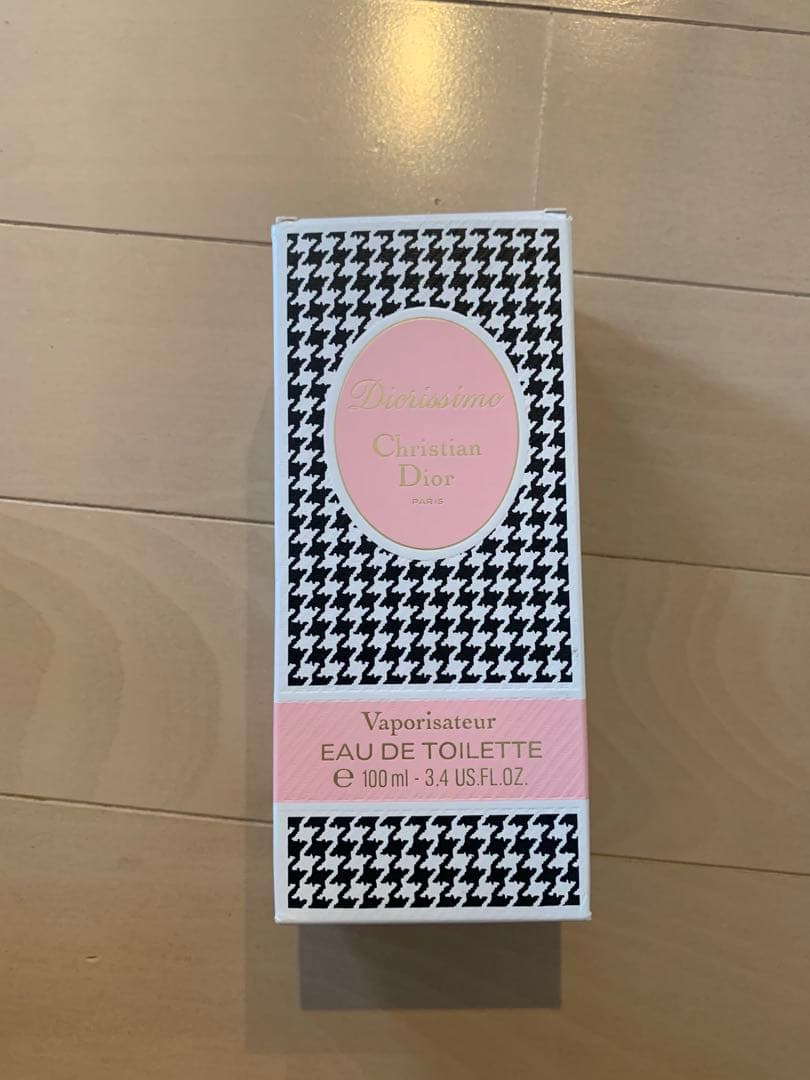 Diorissimo
Christian
Dior
PARIS
Vaporisateur
EAU DE TOILETTE
℮ 100 ml - 3.4 US.FL.OZ.